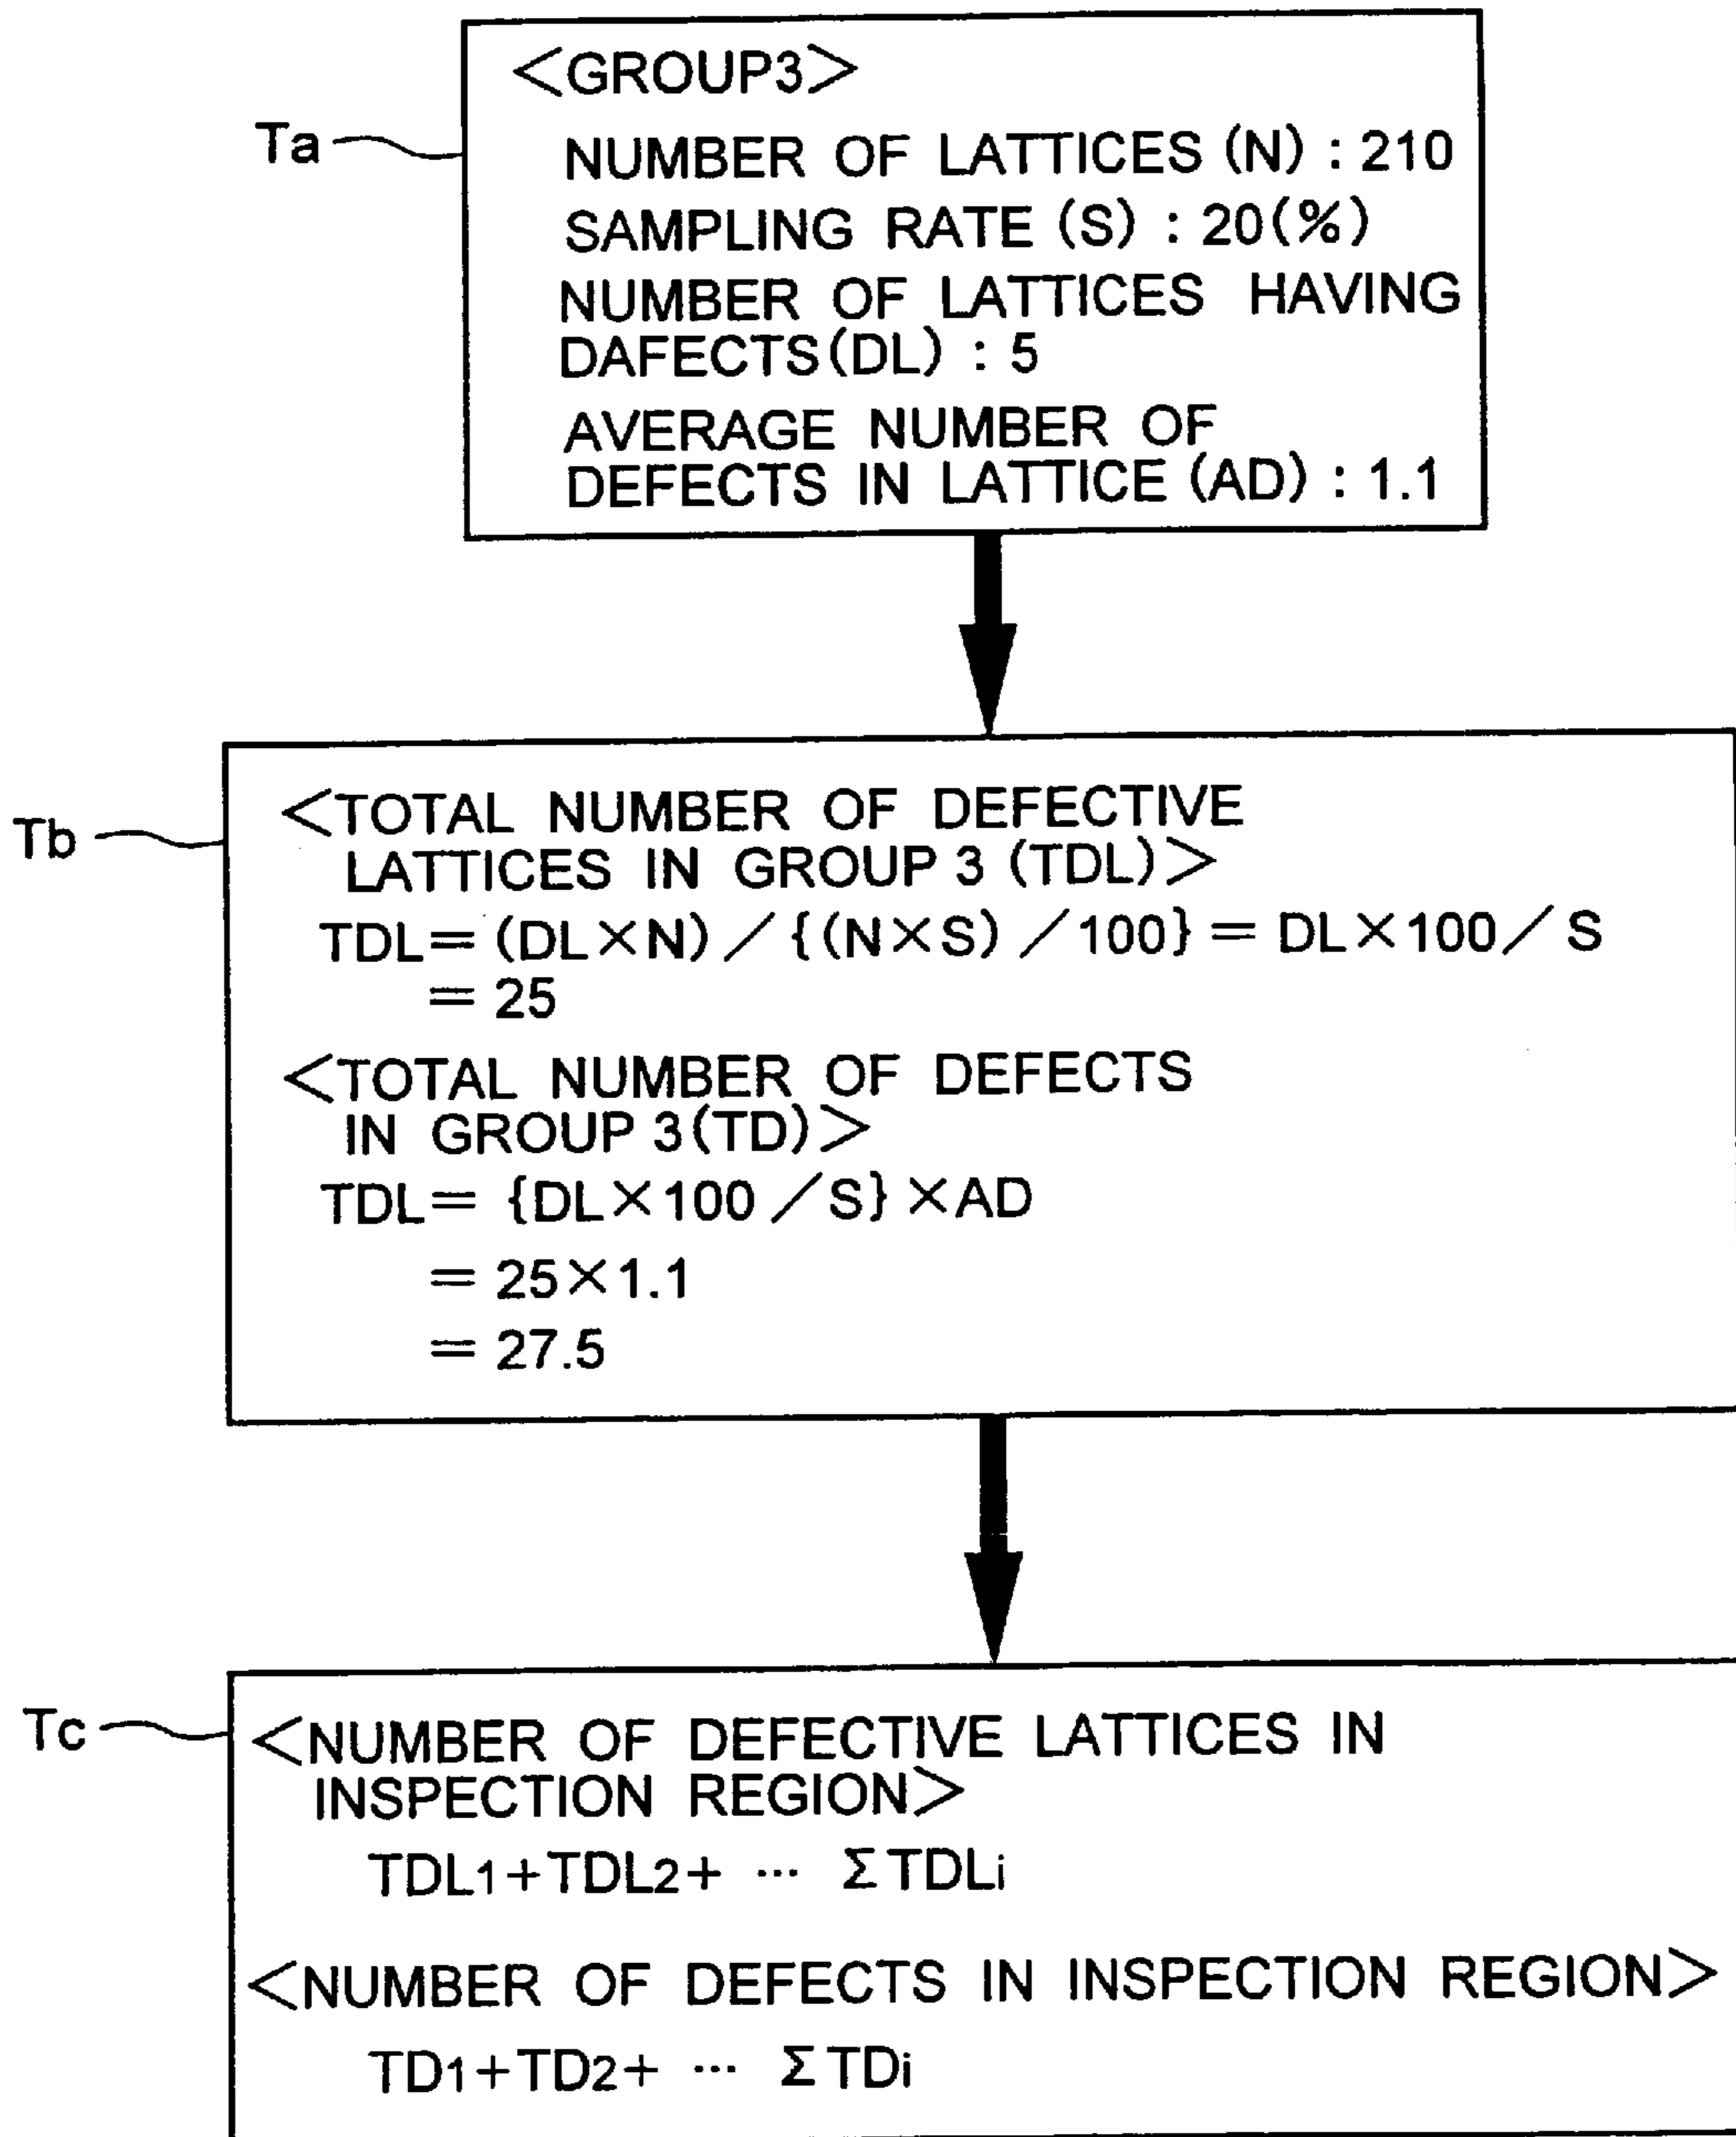 <GROUP3>
Ta
NUMBER OF LATTICES (N) : 210
SAMPLING RATE (S) : 20(%)
NUMBER OF LATTICES HAVING
DAFECTS(DL) : 5
AVERAGE NUMBER OF
DEFECTS IN LATTICE (AD) : 1.1
Tb
<TOTAL NUMBER OF DEFECTIVE
LATTICES IN GROUP 3 (TDL)>
TDL=(DL×N)/{(N×S)/100}=DL×100/S
=25
<TOTAL NUMBER OF DEFECTS
IN GROUP 3(TD)>
TDL={DL×100/S}×AD
=25×1.1
=27.5
Tc
<NUMBER OF DEFECTIVE LATTICES IN
INSPECTION REGION>
TDL1+TDL2+ ··· ΣTDLi
<NUMBER OF DEFECTS IN INSPECTION REGION>
TD1+TD2+ ··· ΣTDi